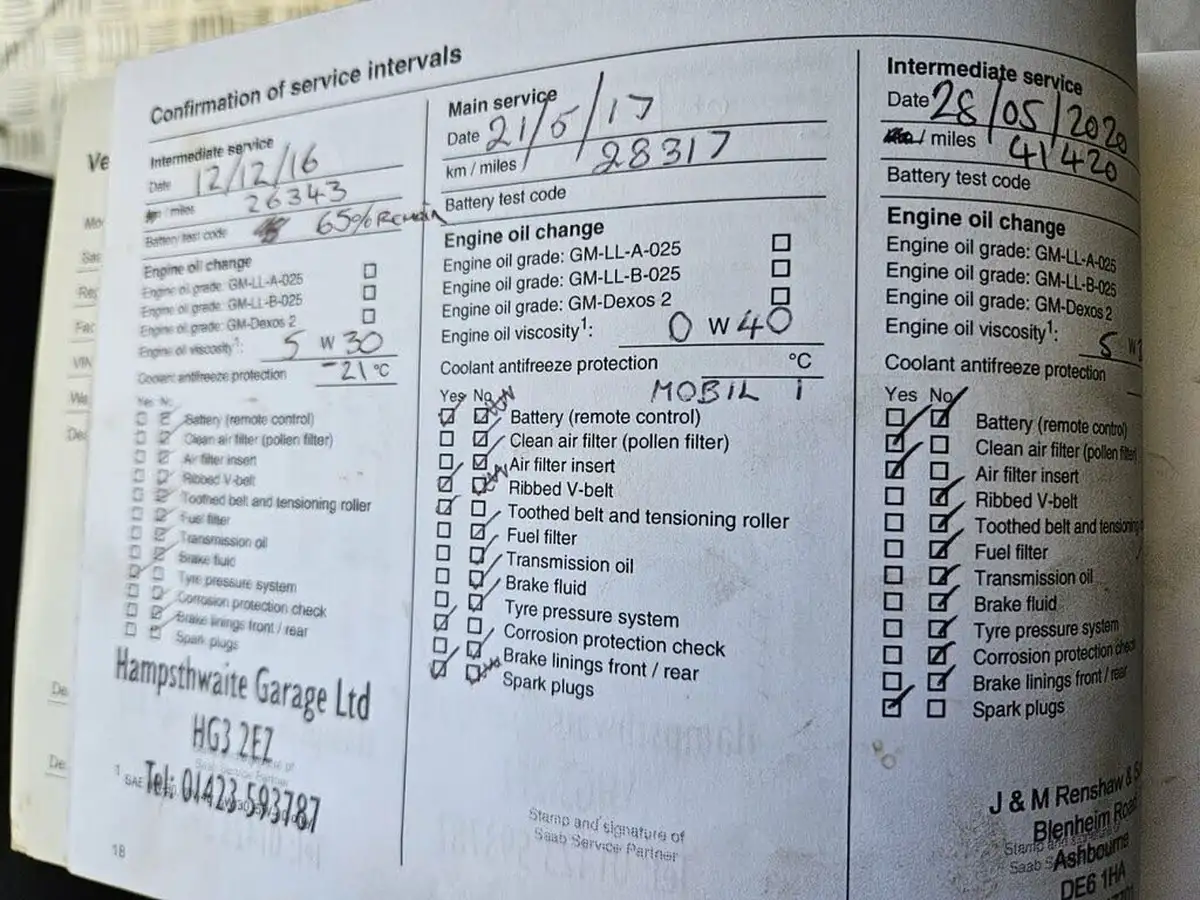 Confirmation of service intervals
Intermediate service
Date 12/12/16
km / miles 26343
Battery test code 65% Remain
Engine oil change
Engine oil grade: GM-LL-A-025
Engine oil grade: GM-LL-B-025
Engine oil grade: GM-Dexos 2
Engine oil viscosity1: 5 W 30
Coolant antifreeze protection -21 °C
Yes No
Battery (remote control)
Clean air filter (pollen filter)
Air filter insert
Ribbed V-belt
Toothed belt and tensioning roller
Fuel filter
Transmission oil
Brake fluid
Tyre pressure system
Corrosion protection check
Brake linings front / rear
Spark plugs
Hampsthwaite Garage Ltd
HG3 2EZ
Tel: 01423 593787
1 SAE
18
Main service
Date 21/5/17
km / miles 28317
Battery test code
Engine oil change
Engine oil grade: GM-LL-A-025
Engine oil grade: GM-LL-B-025
Engine oil grade: GM-Dexos 2
Engine oil viscosity1: 0 W 40
Coolant antifreeze protection °C
MOBIL 1
Yes No
Battery (remote control)
Clean air filter (pollen filter)
Air filter insert
Ribbed V-belt
Toothed belt and tensioning roller
Fuel filter
Transmission oil
Brake fluid
Tyre pressure system
Corrosion protection check
Brake linings front / rear
Spark plugs
Stamp and signature of
Saab Service Partner
Intermediate service
Date 28/05/2020
/ miles 41420
Battery test code
Engine oil change
Engine oil grade: GM-LL-A-025
Engine oil grade: GM-LL-B-025
Engine oil grade: GM-Dexos 2
Engine oil viscosity1: 5 W
Coolant antifreeze protection
Yes No
Battery (remote control)
Clean air filter (pollen filter)
Air filter insert
Ribbed V-belt
Toothed belt and tensioning
Fuel filter
Transmission oil
Brake fluid
Tyre pressure system
Corrosion protection check
Brake linings front / rear
Spark plugs
J & M Renshaw &
Blenheim Road
Ashbourne
DE6 1HA